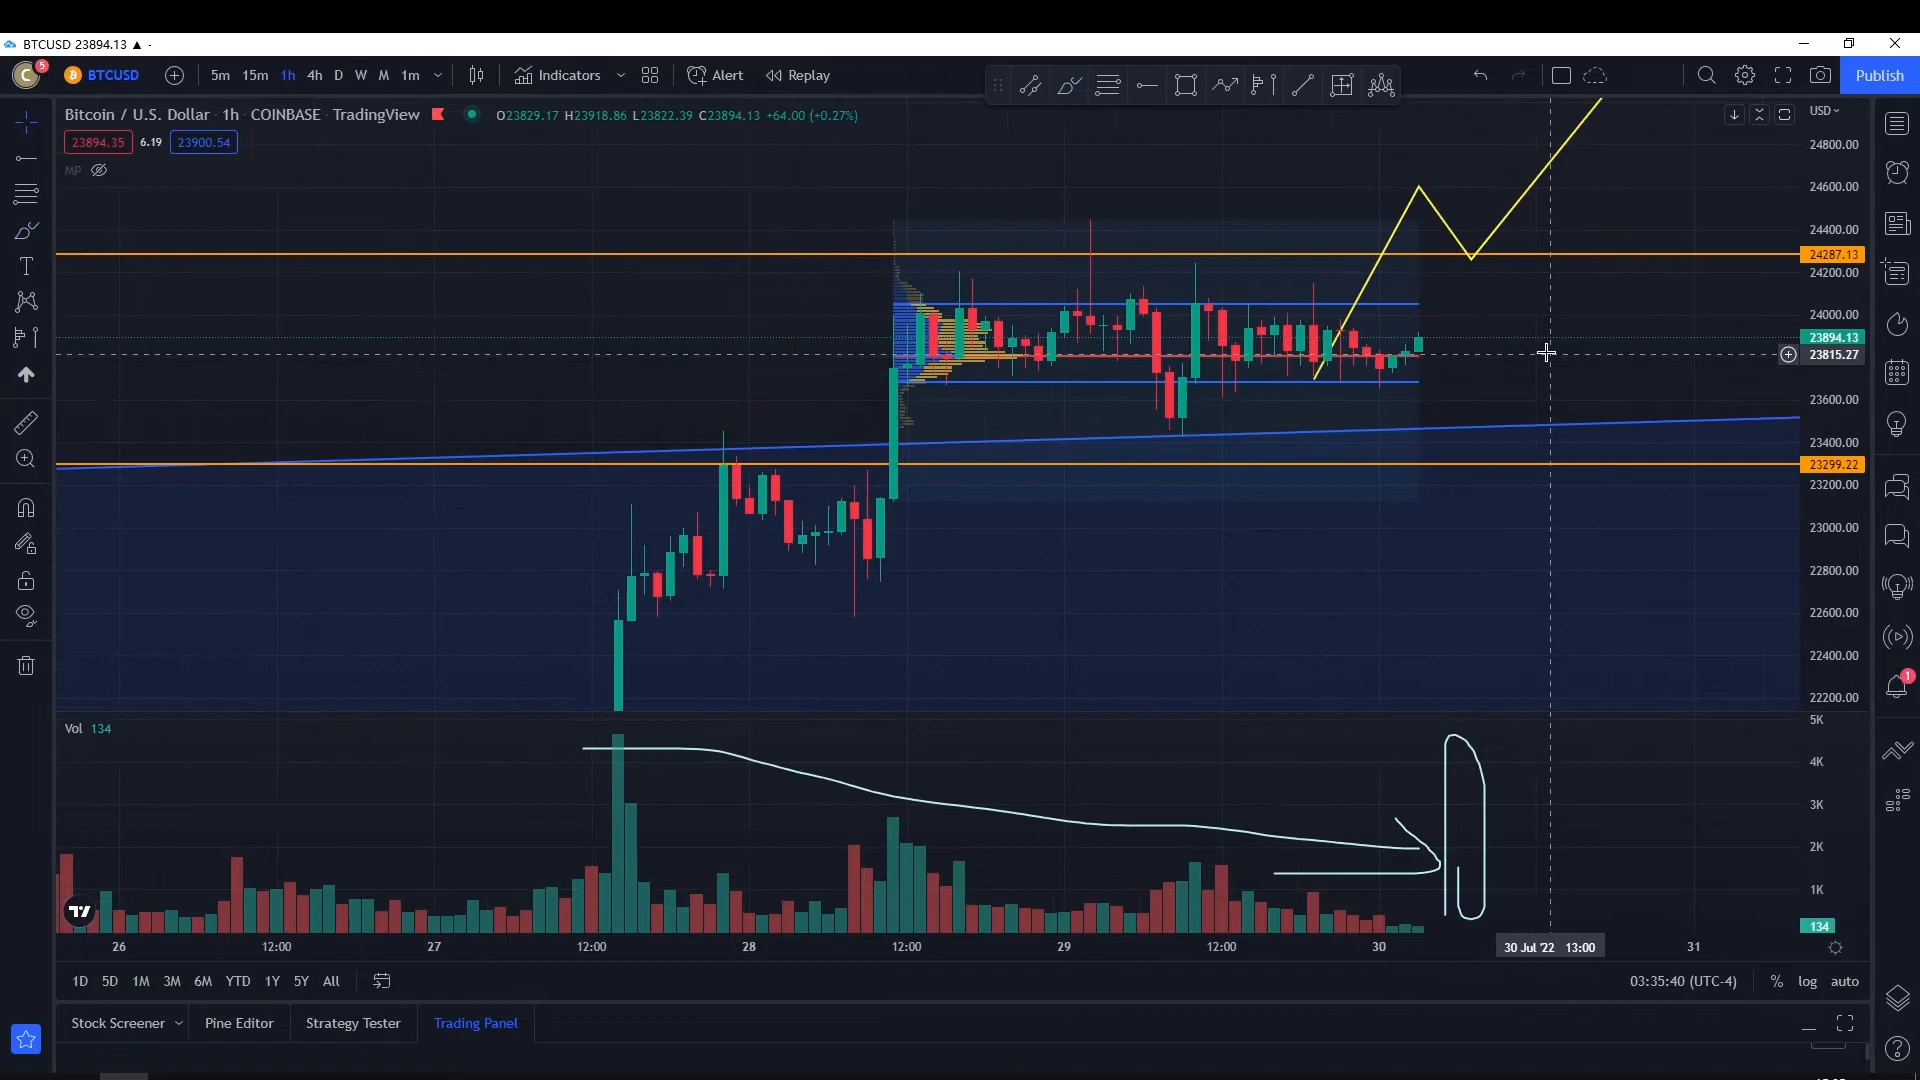 BTCUSD 23894.13 ▲ -
C 5 BTCUSD 5m 15m 1h 4h D W M 1m Indicators Alert Replay Publish
Bitcoin / U.S. Dollar · 1h · COINBASE · TradingView O23829.17 H23918.86 L23822.39 C23894.13 +64.00 (+0.27%)
USD
23894.35 6.19 23900.54
MP
24800.00
24600.00
24400.00
24287.13
24200.00
24000.00
23894.13
23815.27
23600.00
23400.00
23299.22
23200.00
23000.00
22800.00
22600.00
22400.00
22200.00
1
Vol 134
5K
4K
3K
2K
1K
134
26 12:00 27 12:00 28 12:00 29 12:00 30 30 Jul '22 13:00 31
1D 5D 1M 3M 6M YTD 1Y 5Y All 03:35:40 (UTC-4) % log auto
Stock Screener Pine Editor Strategy Tester Trading Panel